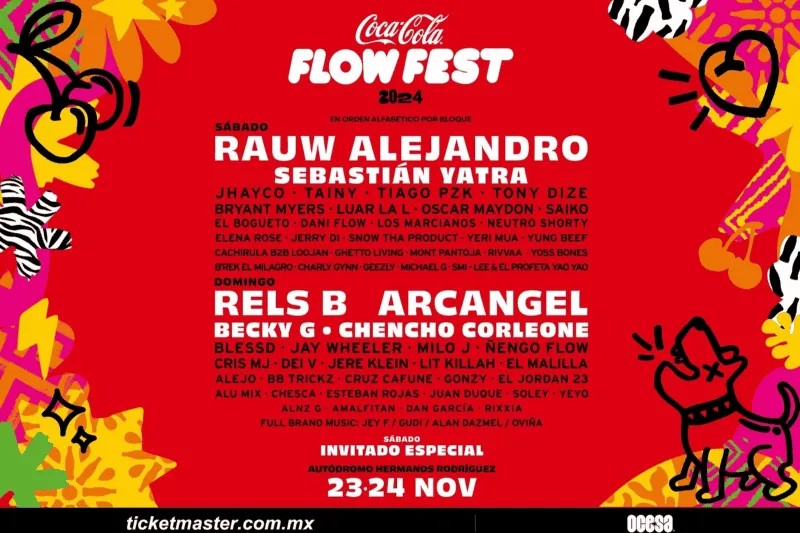 Coca-Cola
FLOW FEST
2024
EN ORDEN ALFABÉTICO POR BLOQUE
SÁBADO
RAUW ALEJANDRO
SEBASTIÁN YATRA
JHAYCO · TAINY · TIAGO PZK · TONY DIZE
BRYANT MYERS · LUAR LA L · OSCAR MAYDON · SAIKO
EL BOGUETO · DANI FLOW · LOS MARCIANOS · NEUTRO SHORTY
ELENA ROSE · JERRY DI · SNOW THA PRODUCT · YERI MUA · YUNG BEEF
CACHIRULA B2B LOOJAN · GHETTO LIVING · MONT PANTOJA · RIVVAA · YOSS BONES
B'REK EL MILAGRO · CHARLY GYNN · GEEZLY · MICHAEL G · SMI · LEE & EL PROFETA YAO YAO
DOMINGO
RELS B ARCANGEL
BECKY G · CHENCHO CORLEONE
BLESSD · JAY WHEELER · MILO J · ÑENGO FLOW
CRIS MJ · DEI V · JERE KLEIN · LIT KILLAH · EL MALILLA
ALEJO · BB TRICKZ · CRUZ CAFUNE · GONZY · EL JORDAN 23
ALU MIX · CHESCA · ESTEBAN ROJAS · JUAN DUQUE · SOLEY · YEYO
ALNZ G · AMALFITAN · DAN GARCÍA · RIXXIA
FULL BRAND MUSIC: JEY F / GUDI / ALAN DAZMEL / OVIÑA
SÁBADO
INVITADO ESPECIAL
AUTÓDROMO HERMANOS RODRÍGUEZ
23·24 NOV
ticketmaster.com.mx
ocesa